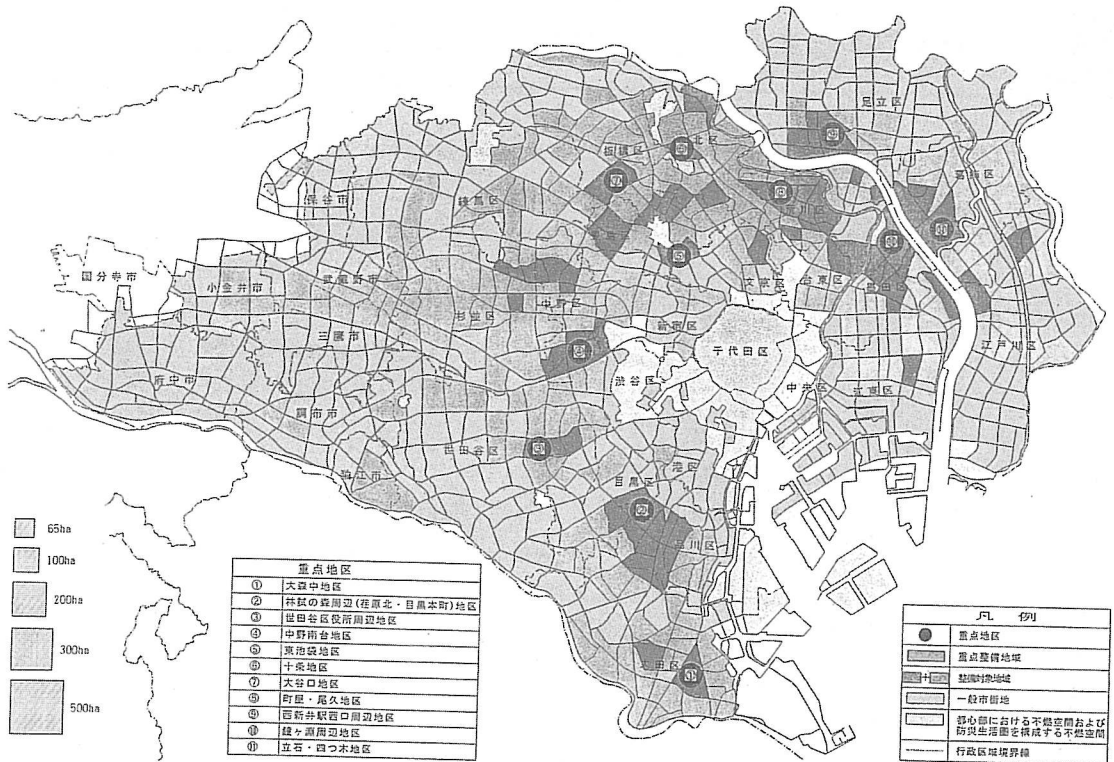 足立区
北区
板橋区
葛飾区
練馬区
保谷市
荒川区
国分寺市
小金井市
武蔵野市
文京区
台東区
墨田区
中野区
杉並区
新宿区
三鷹市
千代田区
江戸川区
渋谷区
中央区
江東区
府中市
調布市
世田谷区
港区
狛江市
目黒区
品川区
大田区
65ha
100ha
200ha
300ha
500ha
重点地区
① 大森中地区
② 林試の森周辺(荏原北・目黒本町)地区
③ 世田谷区役所周辺地区
④ 中野南台地区
⑤ 東池袋地区
⑥ 十条地区
⑦ 大谷口地区
⑧ 町屋・尾久地区
⑨ 西新井駅西口周辺地区
⑩ 鐘ヶ淵周辺地区
⑪ 立石・四つ木地区
凡例
重点地区
重点整備地域
+ 整備対象地域
一般市街地
都心部における不燃空間および
防災生活圏を構成する不燃空間
行政区域境界線